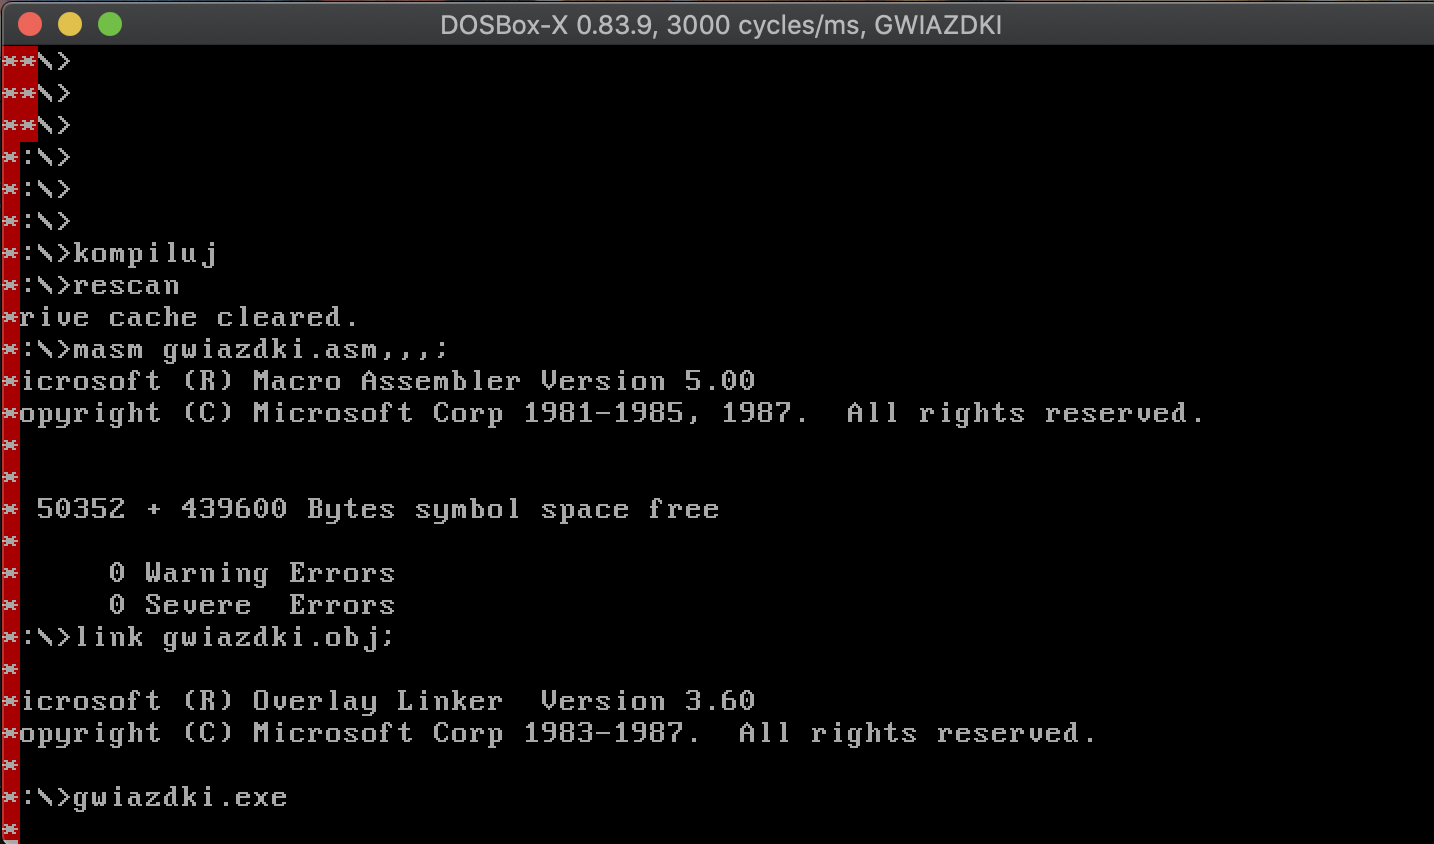 DOSBox-X 0.83.9, 3000 cycles/ms, GWIAZDKI
**\>
**\>
**\>
*:\>
*:\>
*:\>
*:\>kompiluj
*:\>rescan
*rive cache cleared.
*:\>masm gwiazdki.asm,,,;
*icrosoft (R) Macro Assembler Version 5.00
*opyright (C) Microsoft Corp 1981-1985, 1987.  All rights reserved.
*
*
* 50352 + 439600 Bytes symbol space free
*
*     0 Warning Errors
*     0 Severe  Errors
*:\>link gwiazdki.obj;
*
*icrosoft (R) Overlay Linker  Version 3.60
*opyright (C) Microsoft Corp 1983-1987.  All rights reserved.
*
*:\>gwiazdki.exe
*